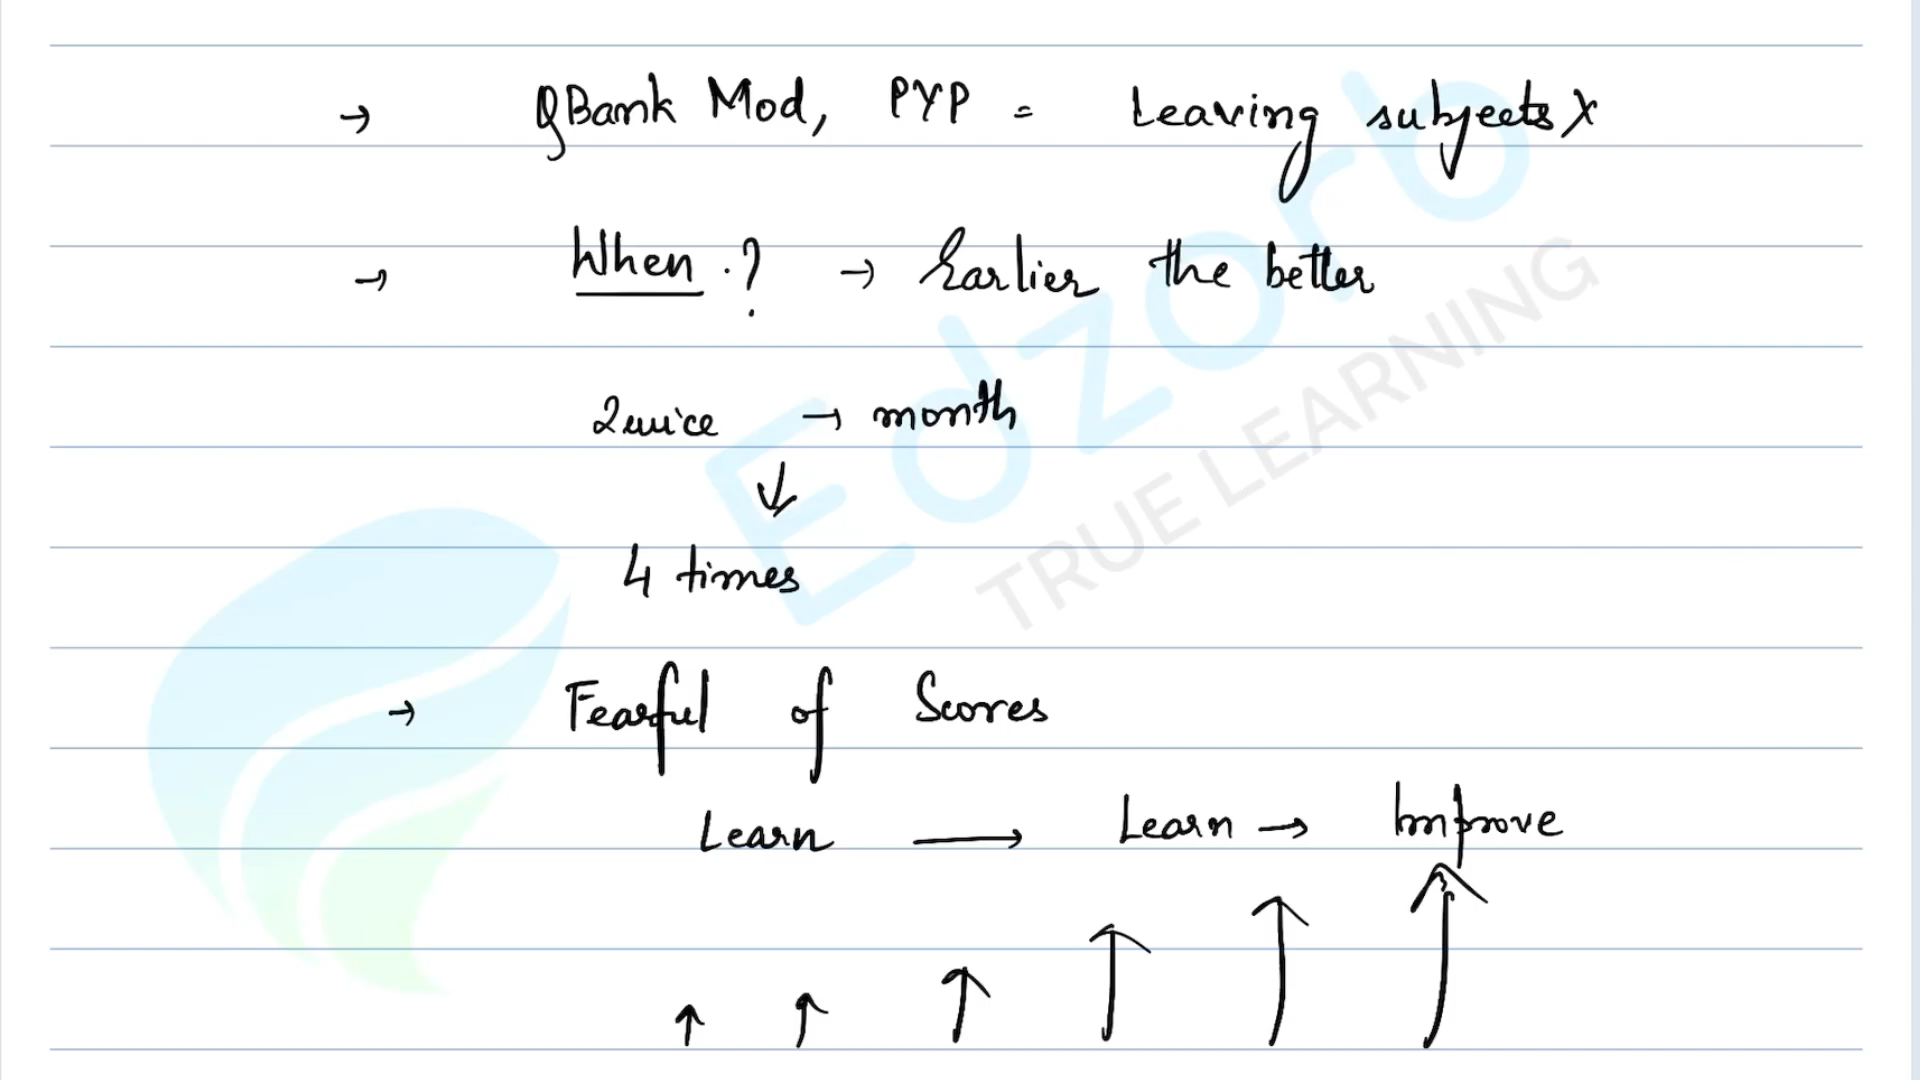 → QBank Mod, PYP = Leaving subjects X
→ When ? → Earlier the better
2wice → month
↓
4 times
→ Fearful of Scores
Learn → Learn → Improve
↑ ↑ ↑ ↑ ↑ ↑
Edzorb
TRUE LEARNING